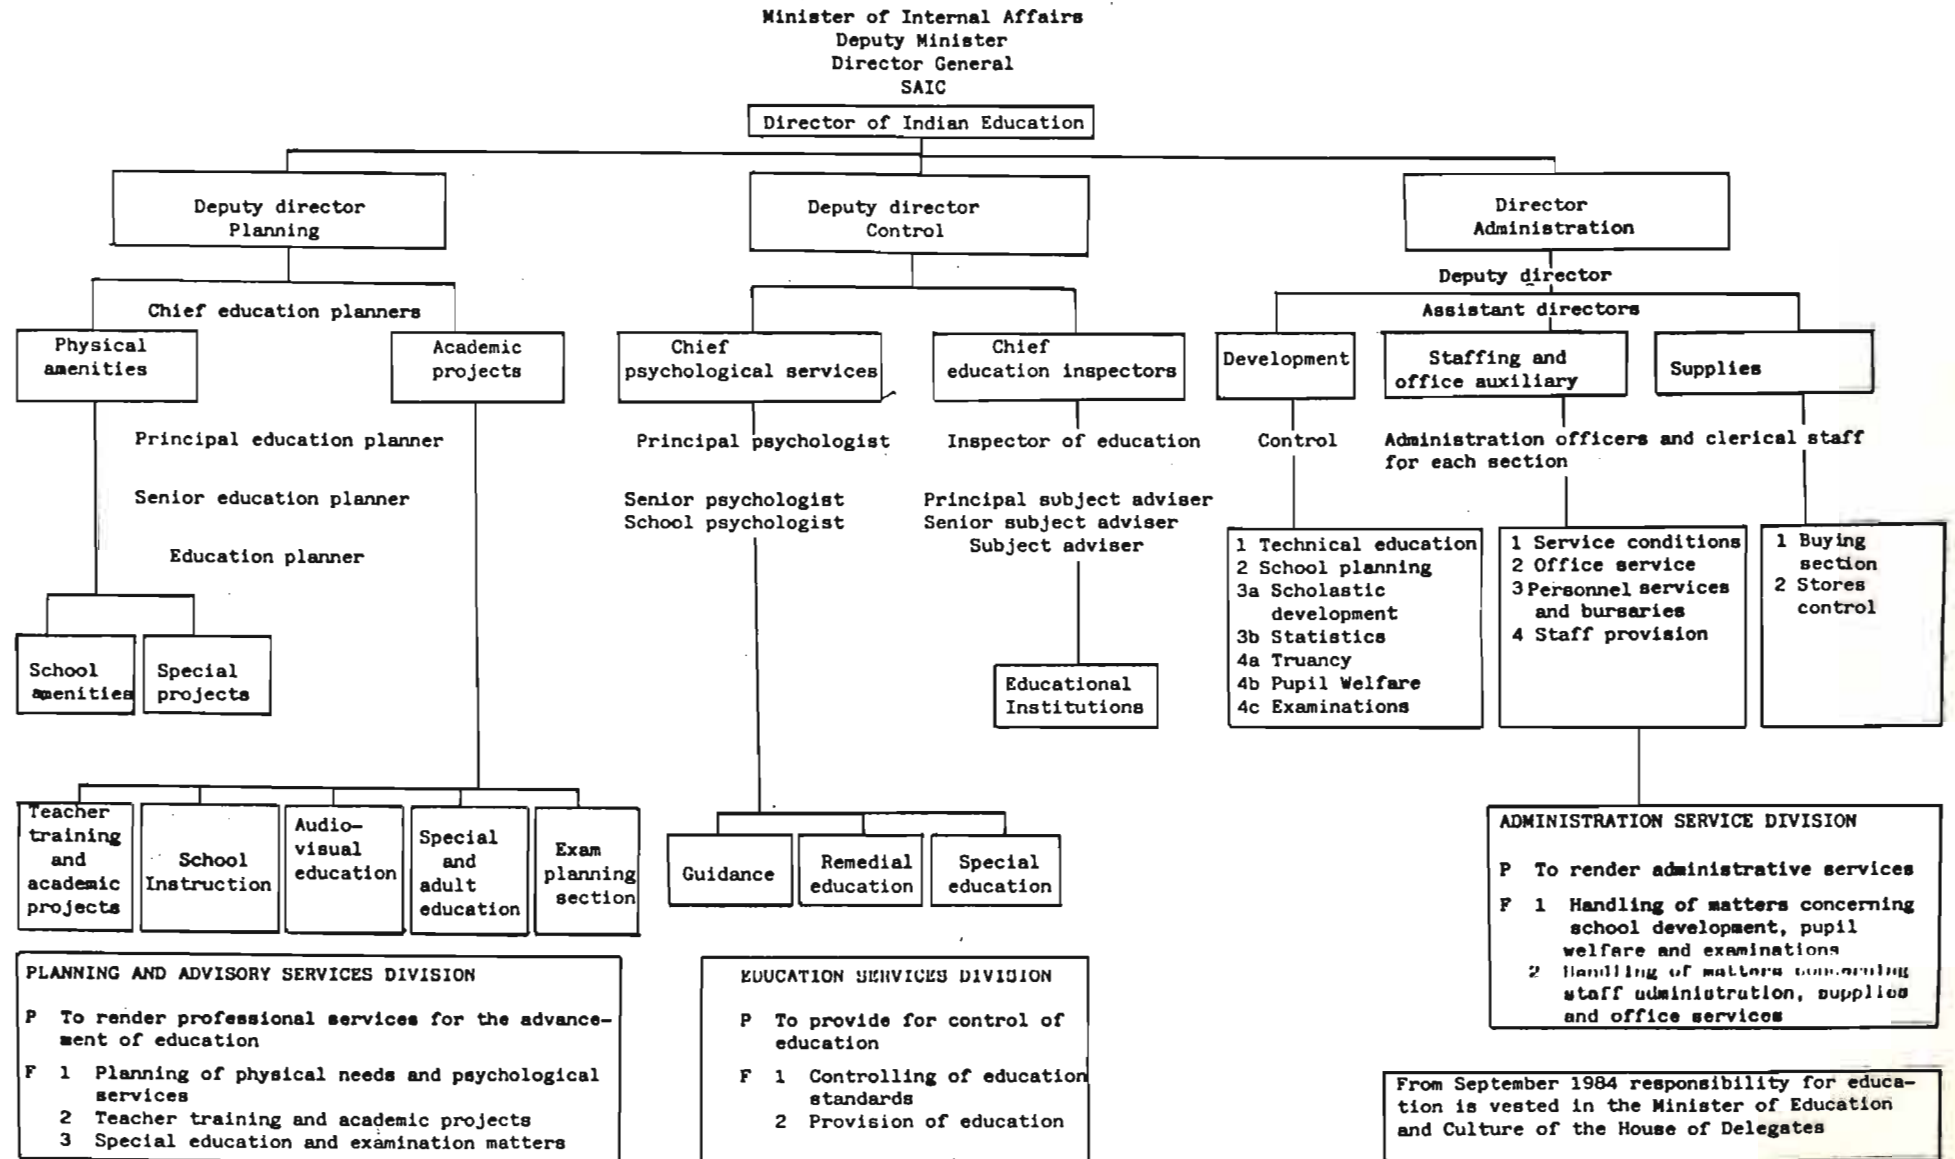 Minister of Internal Affairs
Deputy Minister
Director General
SAIC
Director of Indian Education
Deputy director
Planning
Deputy director
Control
Director
Administration
Deputy director
Assistant directors
Chief education planners
Physical
amenities
Academic
projects
Chief
psychological services
Chief
education inspectors
Development
Staffing and
office auxiliary
Supplies
Principal education planner
Senior education planner
Education planner
Principal psychologist
Senior psychologist
School psychologist
Inspector of education
Principal subject adviser
Senior subject adviser
Subject adviser
Control
Administration officers and clerical staff
for each section
1 Technical education
2 School planning
3a Scholastic
development
3b Statistics
4a Truancy
4b Pupil Welfare
4c Examinations
1 Service conditions
2 Office service
3 Personnel services
and bursaries
4 Staff provision
1 Buying
section
2 Stores
control
School
amenities
Special
projects
Educational
Institutions
Teacher
training
and
academic
projects
School
Instruction
Audio-
visual
education
Special
and
adult
education
Exam
planning
section
Guidance
Remedial
education
Special
education
PLANNING AND ADVISORY SERVICES DIVISION
P To render professional services for the advance-
ment of education
F 1 Planning of physical needs and psychological
services
2 Teacher training and academic projects
3 Special education and examination matters
EDUCATION SERVICES DIVISION
P To provide for control of
education
F 1 Controlling of education
standards
2 Provision of education
ADMINISTRATION SERVICE DIVISION
P To render administrative services
F 1 Handling of matters concerning
school development, pupil
welfare and examinations
2 Handling of matters concerning
staff administration, supplies
and office services
From September 1984 responsibility for educa-
tion is vested in the Minister of Education
and Culture of the House of Delegates